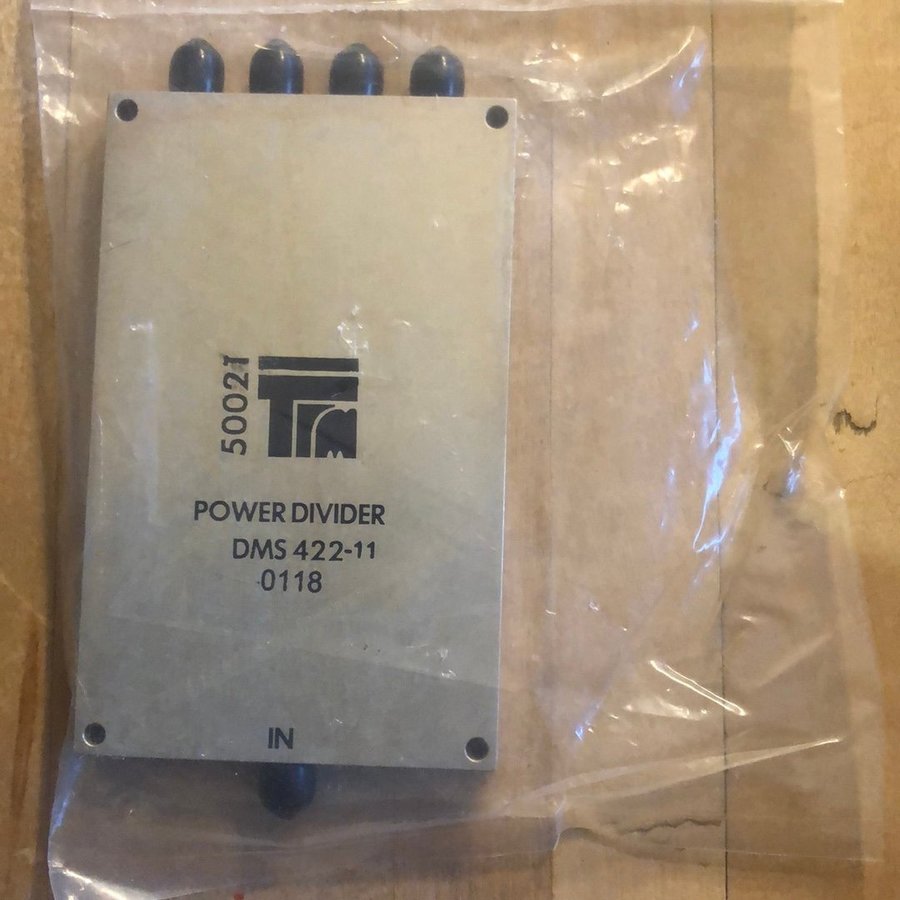 50021
TRM
POWER DIVIDER
DMS 422-11
0118
IN